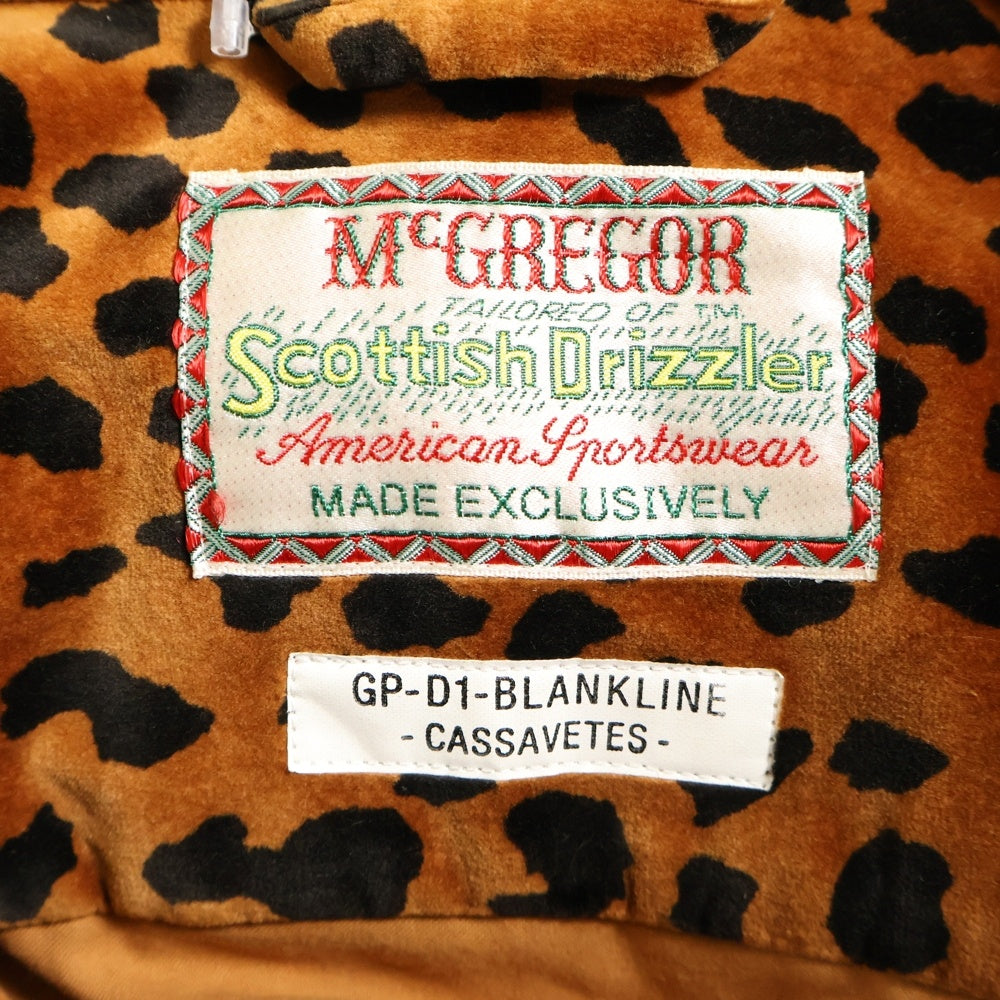 McGREGOR
TAILORED OF T.M.
Scottish Drizzler
American Sportswear
MADE EXCLUSIVELY
GP-D1-BLANKLINE
- CASSAVETES -